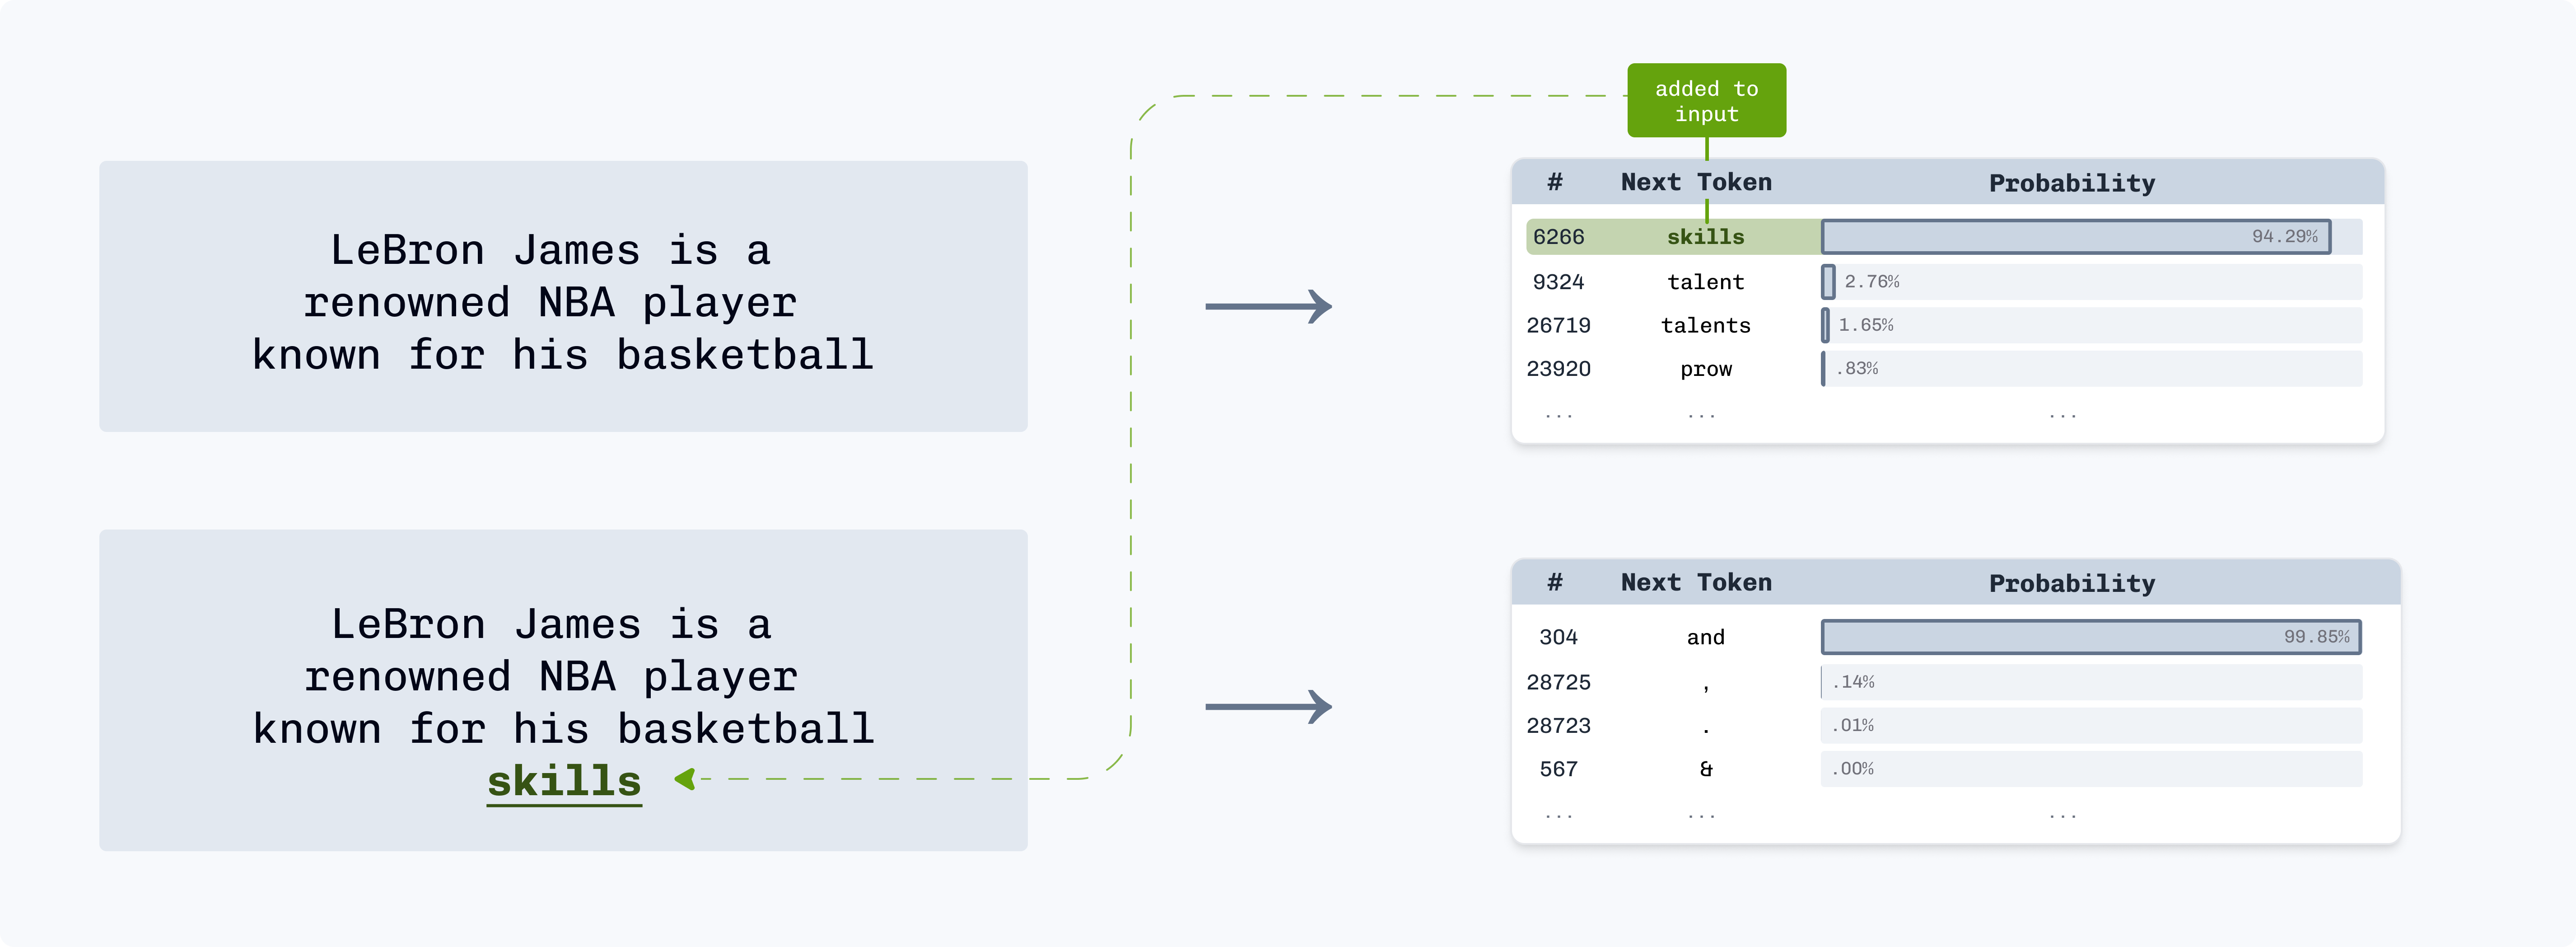 added to
input
LeBron James is a
renowned NBA player
known for his basketball
# Next Token Probability
6266 skills 94.29%
9324 talent 2.76%
26719 talents 1.65%
23920 prow .83%
... ... ...
LeBron James is a
renowned NBA player
known for his basketball
skills
# Next Token Probability
304 and 99.85%
28725 , .14%
28723 . .01%
567 & .00%
... ... ...